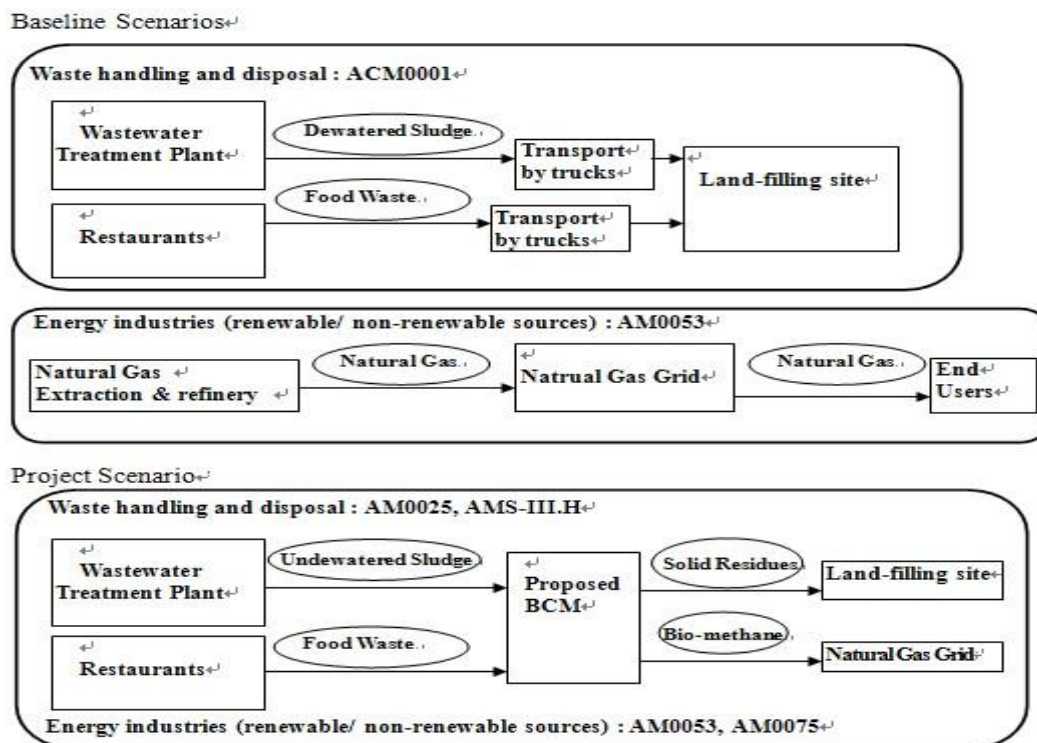 Baseline Scenarios↵
Waste handling and disposal : ACM0001↵
↵
Wastewater
Treatment Plant↵
Dewatered Sludge.
Transport↵
by trucks↵
↵
Land-filling site↵
↵
Restaurants↵
Food Waste.
Transport↵
by trucks↵
Energy industries (renewable/ non-renewable sources) : AM0053↵
Natural Gas ↵
Extraction & refinery ↵
Natural Gas.
↵
Natrual Gas Grid↵
Natural Gas.
End↵
Users↵
Project Scenario↵
Waste handling and disposal : AM0025, AMS-III.H↵
↵
Wastewater
Treatment Plant↵
Undewatered Sludge.
↵
Proposed
BCM↵
Solid Residues
Land-filling site↵
↵
Restaurants↵
Food Waste.
Bio-methane
Natural Gas Grid↵
Energy industries (renewable/ non-renewable sources) : AM0053, AM0075↵